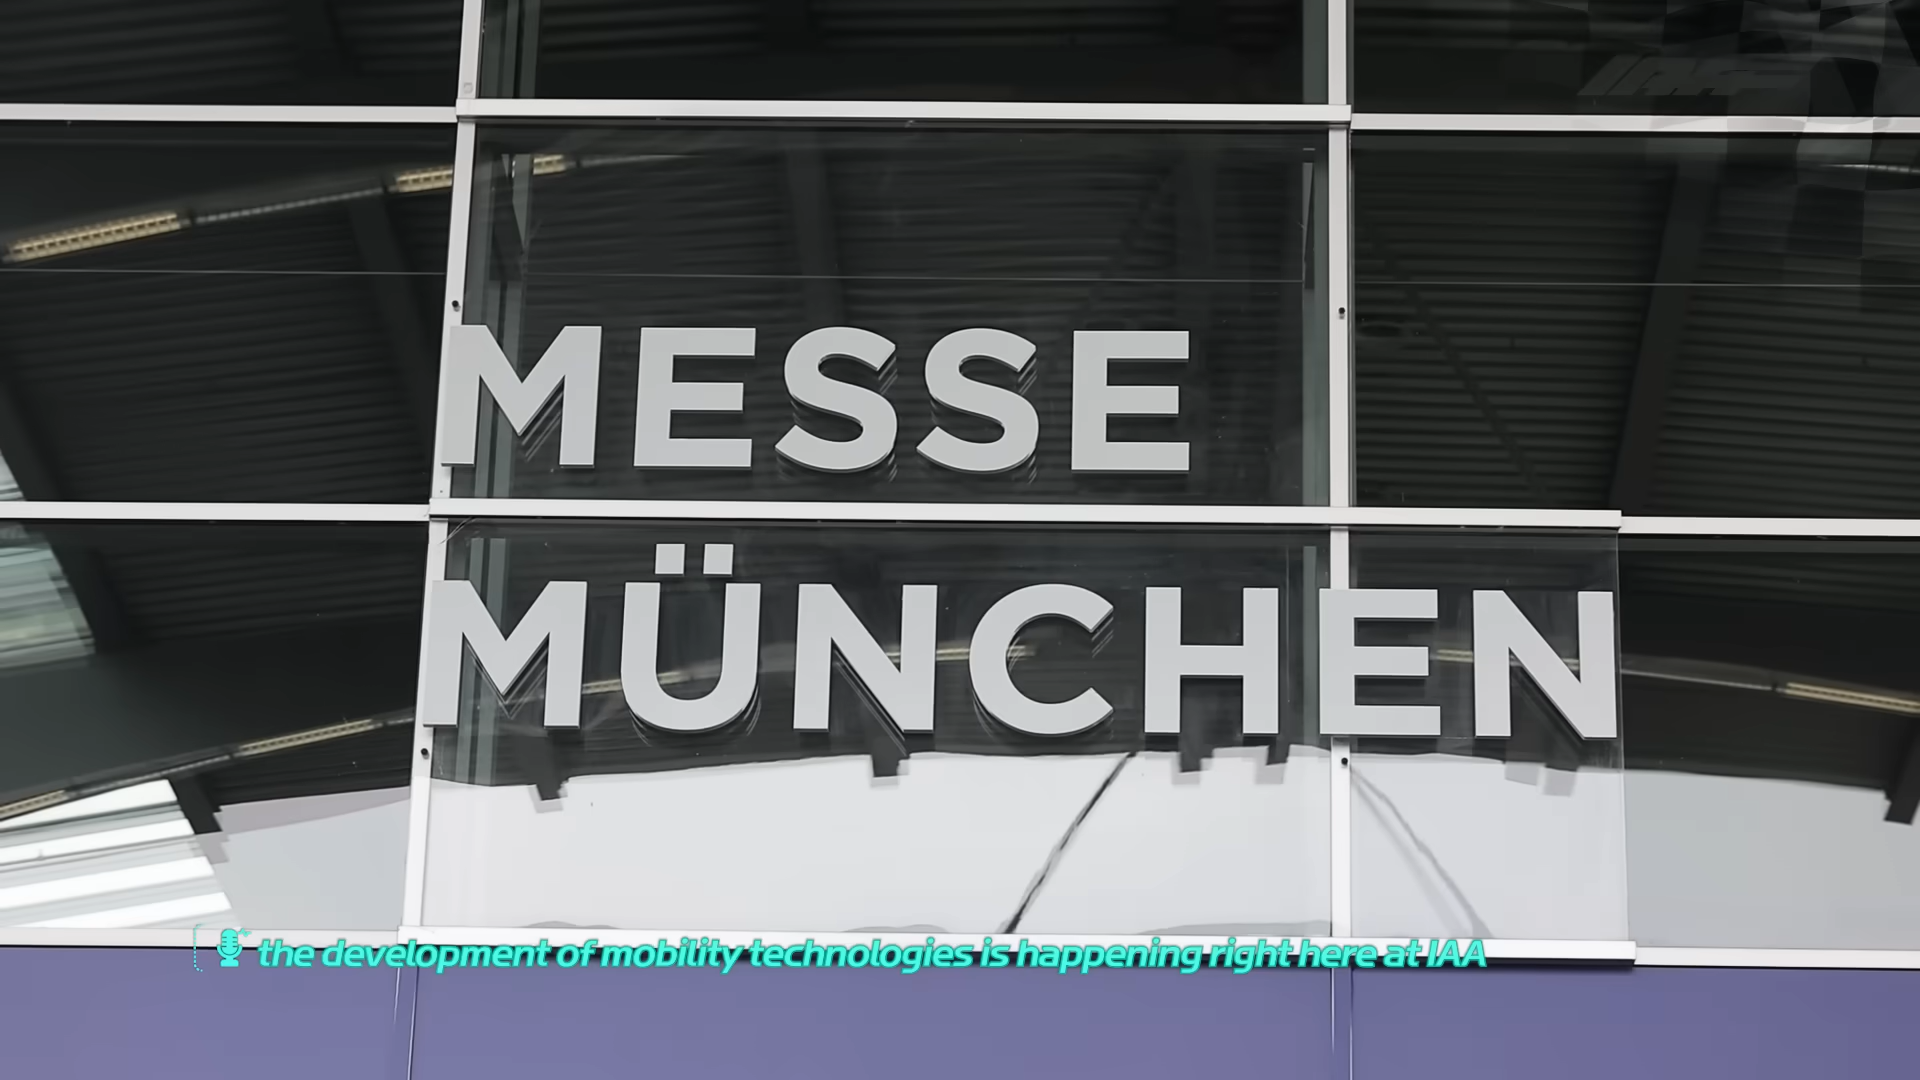 MESSE
MÜNCHEN
the development of mobility technologies is happening right here at IAA